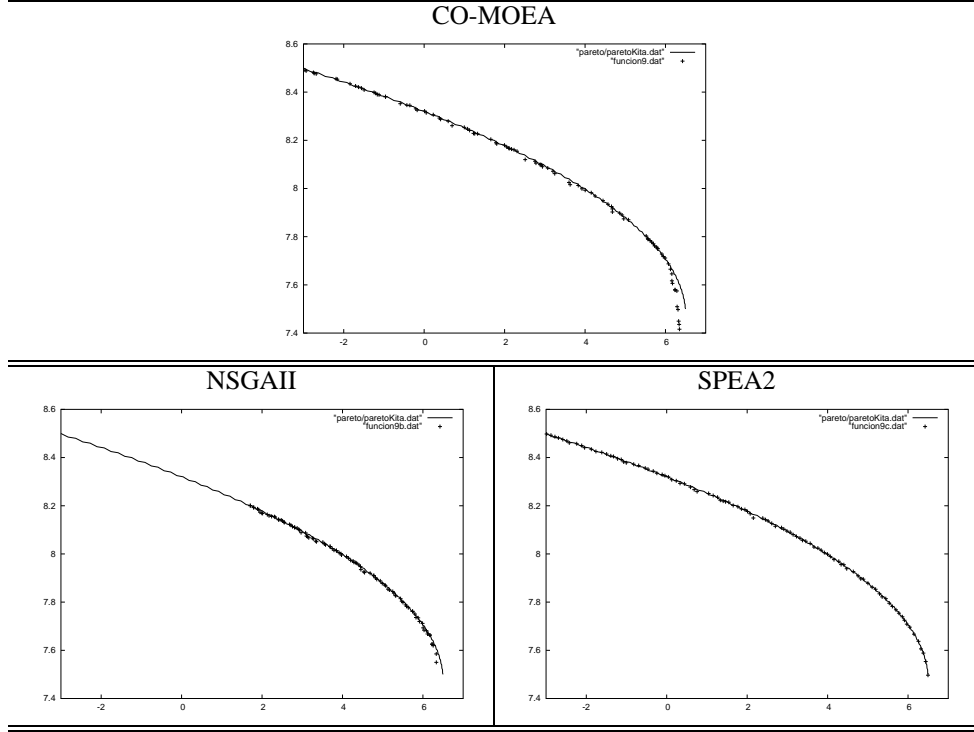 CO-MOEA
8.6
"pareto/paretoKita.dat"
"funcion9.dat"
8.4
8.2
8
7.8
7.6
7.4
-2 0 2 4 6
NSGAII
8.6
"pareto/paretoKita.dat"
"funcion9b.dat"
8.4
8.2
8
7.8
7.6
7.4
-2 0 2 4 6
SPEA2
8.6
"pareto/paretoKita.dat"
"funcion9c.dat"
8.4
8.2
8
7.8
7.6
7.4
-2 0 2 4 6